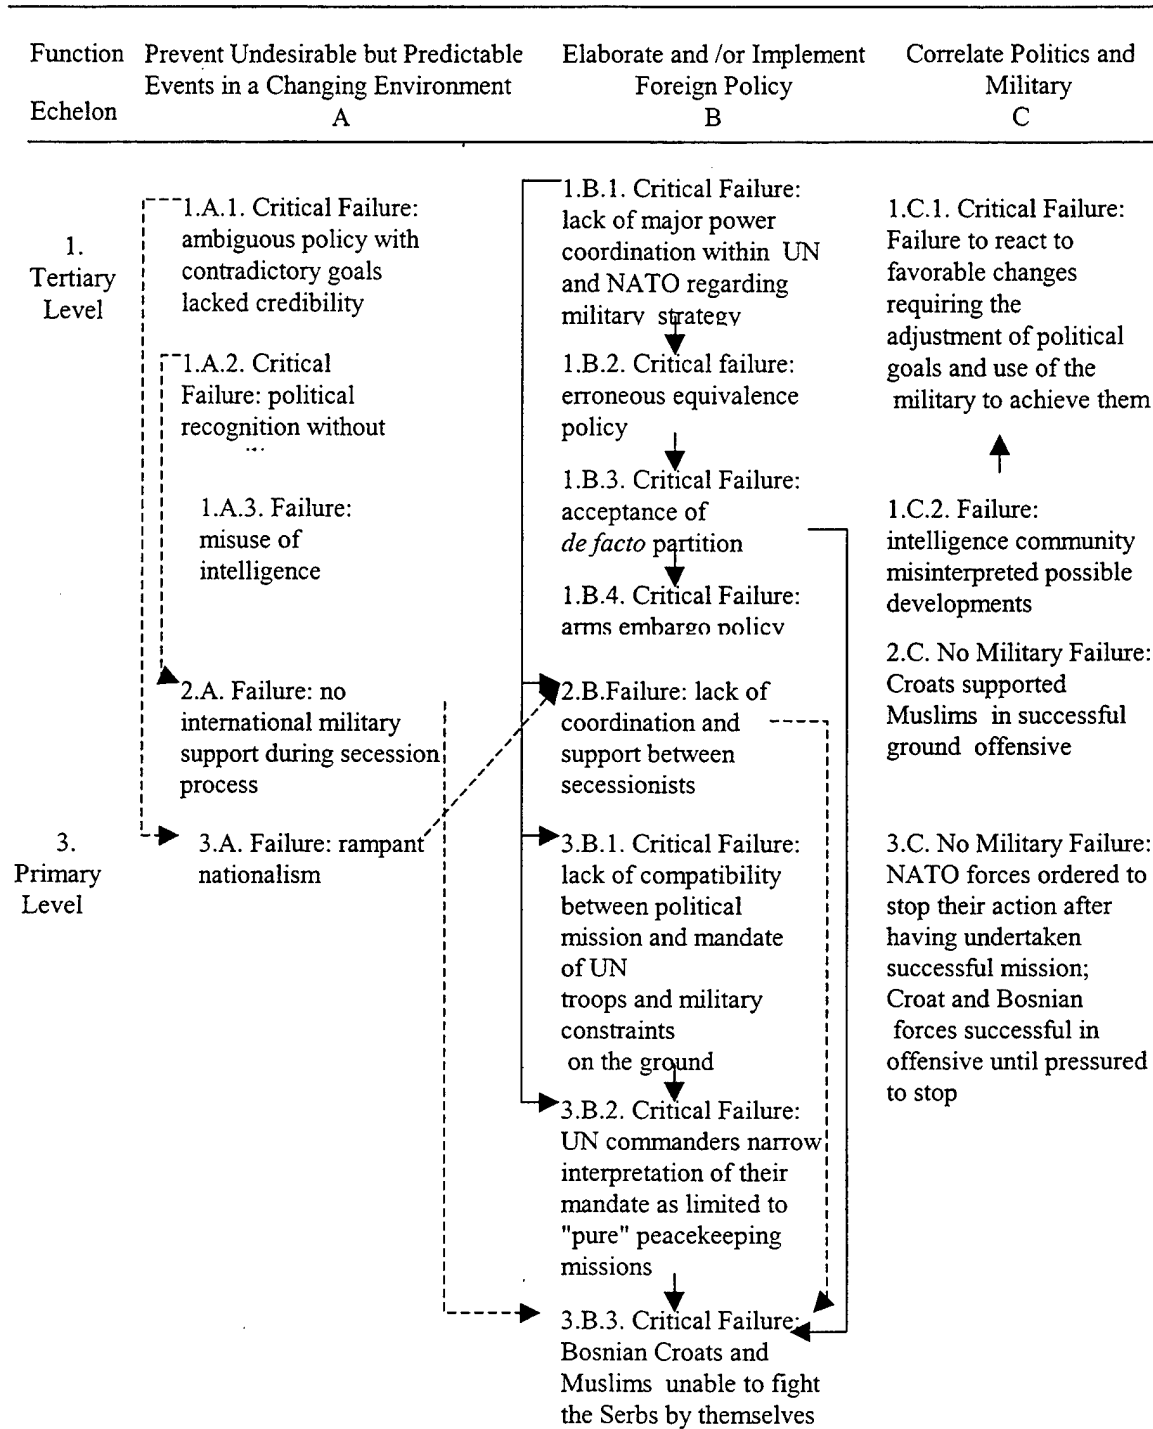 Function
Echelon
Prevent Undesirable but Predictable
Events in a Changing Environment
A
Elaborate and /or Implement
Foreign Policy
B
Correlate Politics and
Military
C
1.
Tertiary
Level
1.A.1. Critical Failure:
ambiguous policy with
contradictory goals
lacked credibility
1.A.2. Critical
Failure: political
recognition without
1.A.3. Failure:
misuse of
intelligence
2.A. Failure: no
international military
support during secession
process
3.
Primary
Level
3.A. Failure: rampant
nationalism
1.B.1. Critical Failure:
lack of major power
coordination within UN
and NATO regarding
military strategy
1.B.2. Critical failure:
erroneous equivalence
policy
1.B.3. Critical Failure:
acceptance of
de facto partition
1.B.4. Critical Failure:
arms embargo policy
2.B.Failure: lack of
coordination and
support between
secessionists
3.B.1. Critical Failure:
lack of compatibility
between political
mission and mandate
of UN
troops and military
constraints
on the ground
3.B.2. Critical Failure:
UN commanders narrow
interpretation of their
mandate as limited to
"pure" peacekeeping
missions
3.B.3. Critical Failure:
Bosnian Croats and
Muslims unable to fight
the Serbs by themselves
1.C.1. Critical Failure:
Failure to react to
favorable changes
requiring the
adjustment of political
goals and use of the
military to achieve them
1.C.2. Failure:
intelligence community
misinterpreted possible
developments
2.C. No Military Failure:
Croats supported
Muslims in successful
ground offensive
3.C. No Military Failure:
NATO forces ordered to
stop their action after
having undertaken
successful mission;
Croat and Bosnian
forces successful in
offensive until pressured
to stop